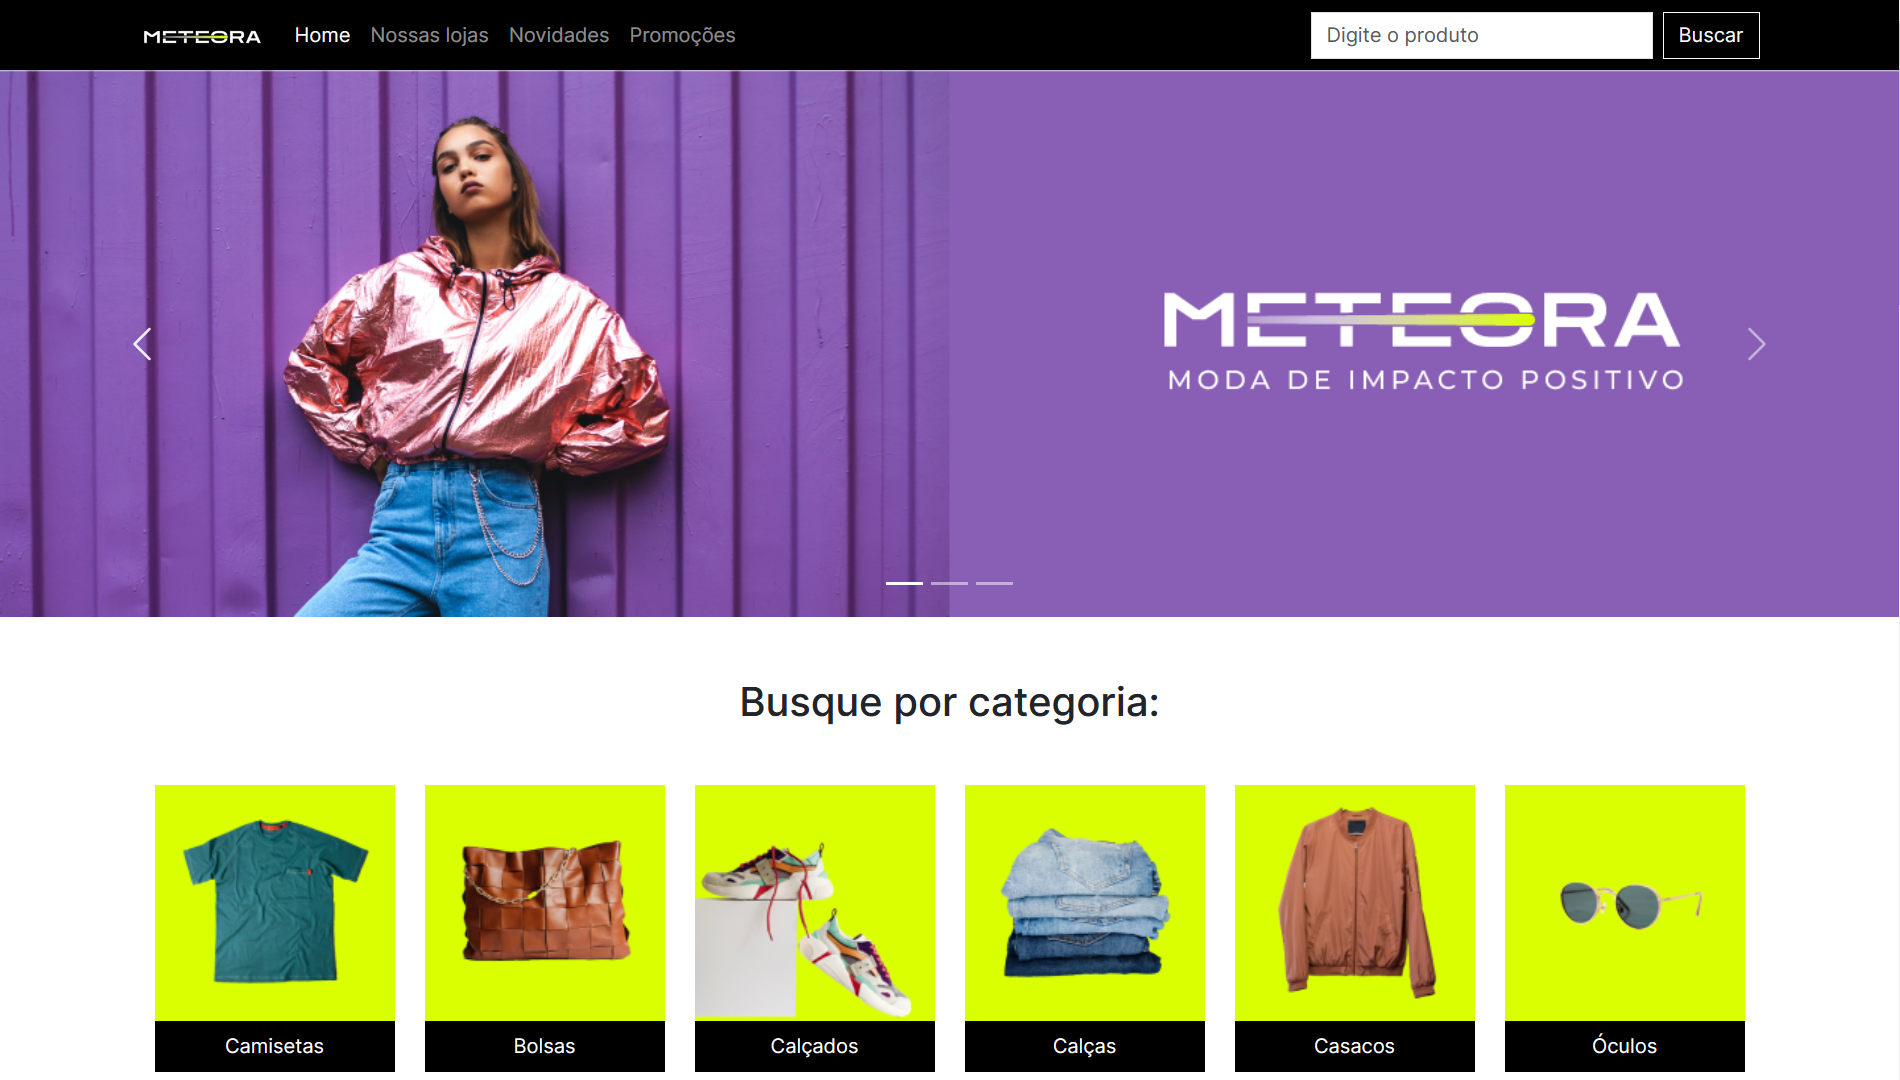 METEORA Home Nossas lojas Novidades Promoções Digite o produto Buscar
METEORA
MODA DE IMPACTO POSITIVO
Busque por categoria:
Camisetas Bolsas Calçados Calças Casacos Óculos